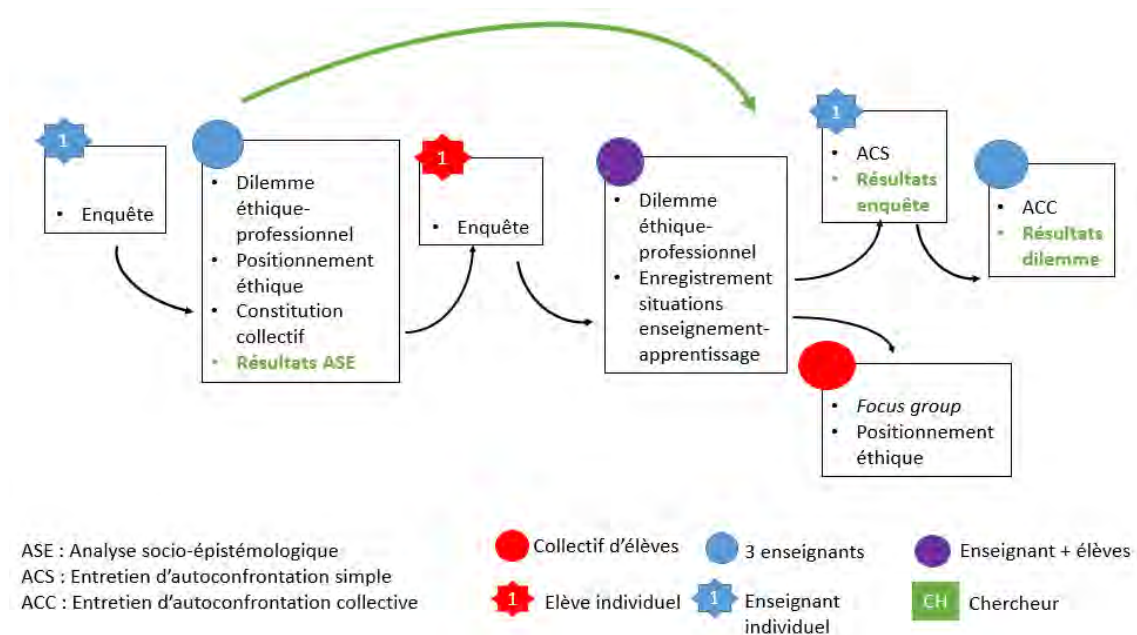 1
• Enquête
• Dilemme
éthique-
professionnel
• Positionnement
éthique
• Constitution
collectif
• Résultats ASE
1
• Enquête
• Dilemme
éthique-
professionnel
• Enregistrement
situations
enseignement-
apprentissage
1
• ACS
• Résultats
enquête
• ACC
• Résultats
dilemme
• Focus group
• Positionnement
éthique
ASE : Analyse socio-épistémologique
ACS : Entretien d'autoconfrontation simple
ACC : Entretien d'autoconfrontation collective
Collectif d'élèves
3 enseignants
Enseignant + élèves
1 Elève individuel
1 Enseignant
individuel
CH Chercheur